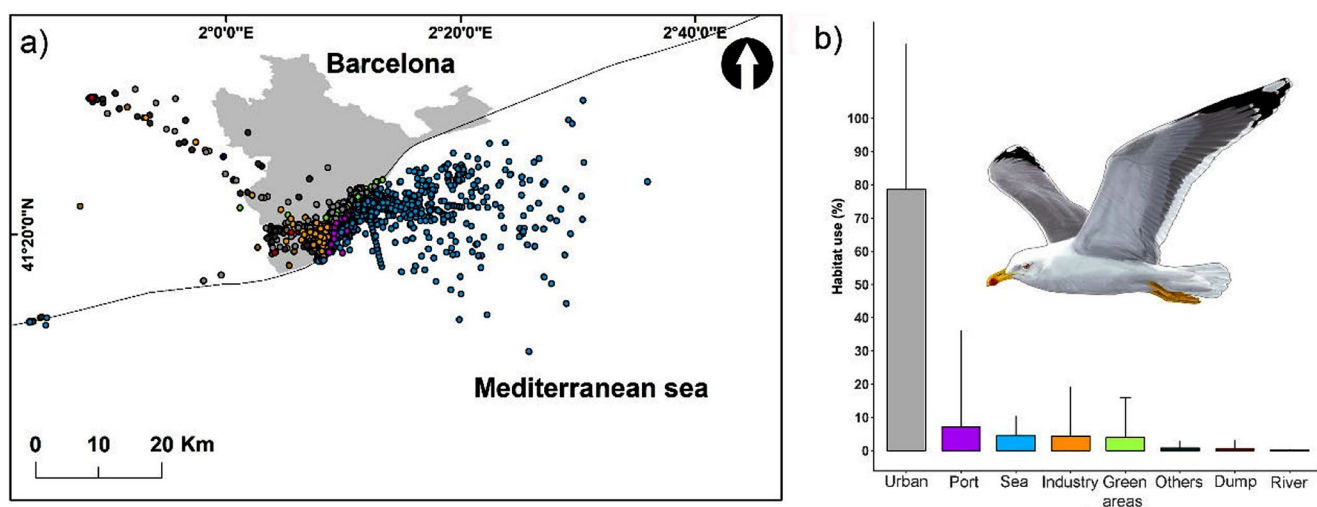 a)
2°0'0"E
2°20'0"E
2°40'0"E
Barcelona
41°20'0"N
Mediterranean sea
0 10 20 Km
b)
Habitat use (%)
100
90
80
70
60
50
40
30
20
10
0
Urban Port Sea Industry Green areas Others Dump River